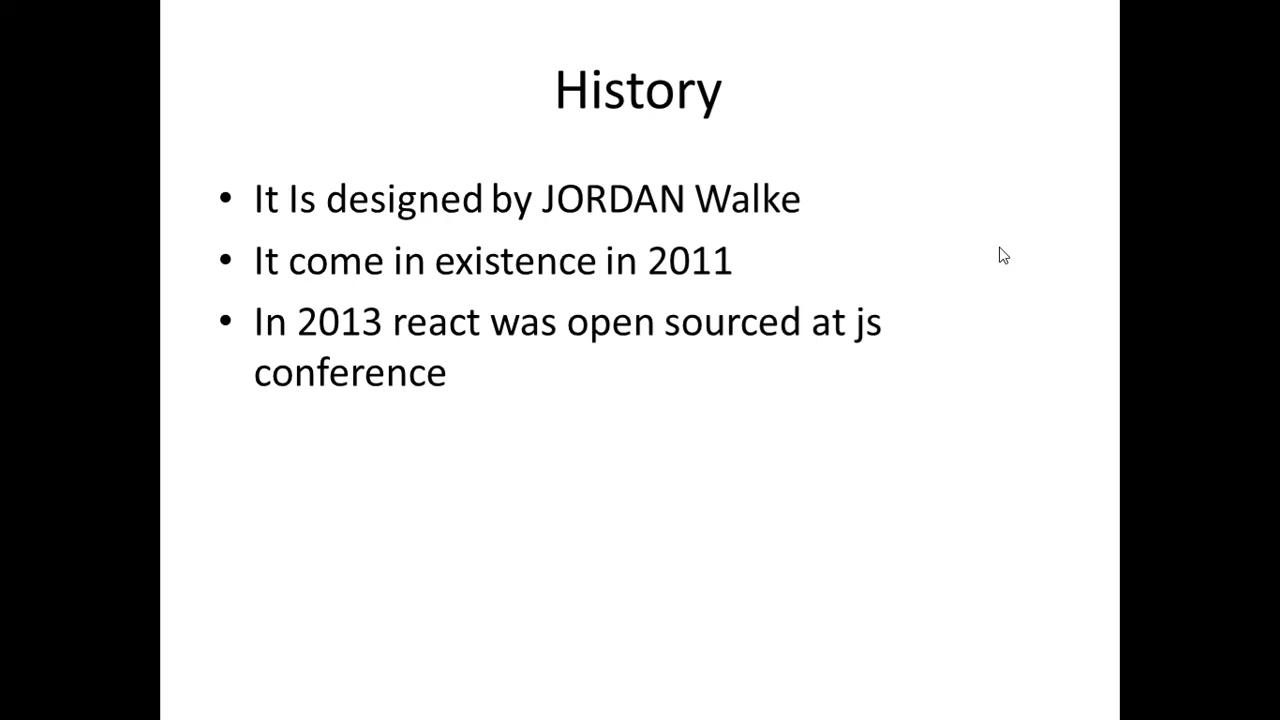 History
• It Is designed by JORDAN Walke
• It come in existence in 2011
• In 2013 react was open sourced at js
conference